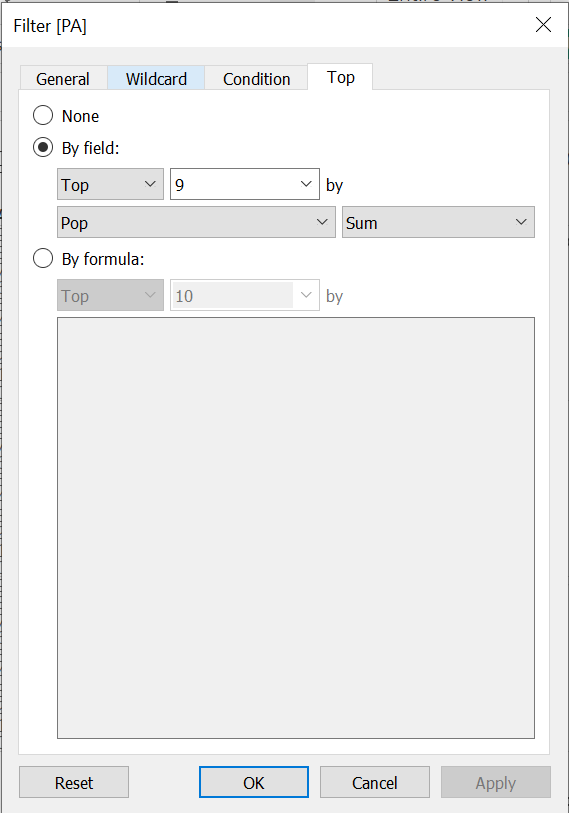 Filter [PA]
General Wildcard Condition Top
None
By field:
Top 9 by
Pop Sum
By formula:
Top 10 by
Reset OK Cancel Apply